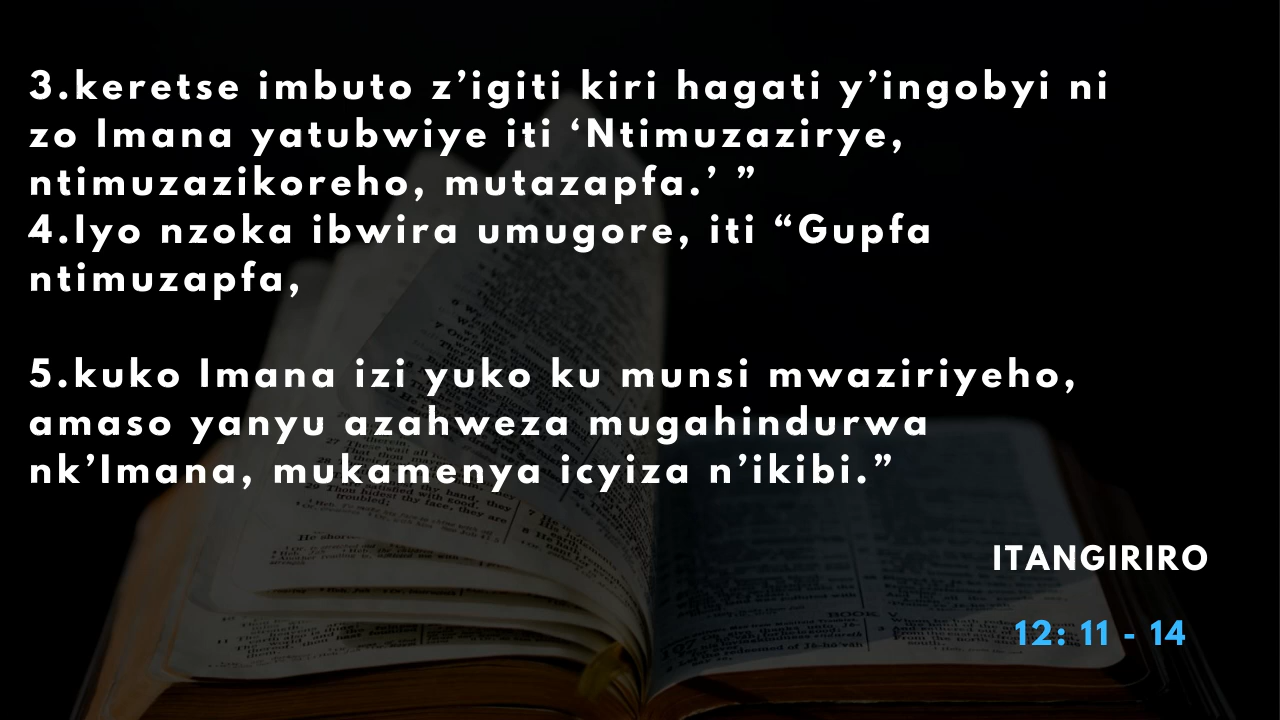 3.keretse imbuto z’igiti kiri hagati y’ingobyi ni
zo Imana yatubwiye iti ‘Ntimuzazirye,
ntimuzazikoreho, mutazapfa.’ ”
4.Iyo nzoka ibwira umugore, iti “Gupfa
ntimuzapfa,
5.kuko Imana izi yuko ku munsi mwaziriyeho,
amaso yanyu azahweza mugahindurwa
nk’Imana, mukamenya icyiza n’ikibi.”
ITANGIRIRO
12: 11 - 14